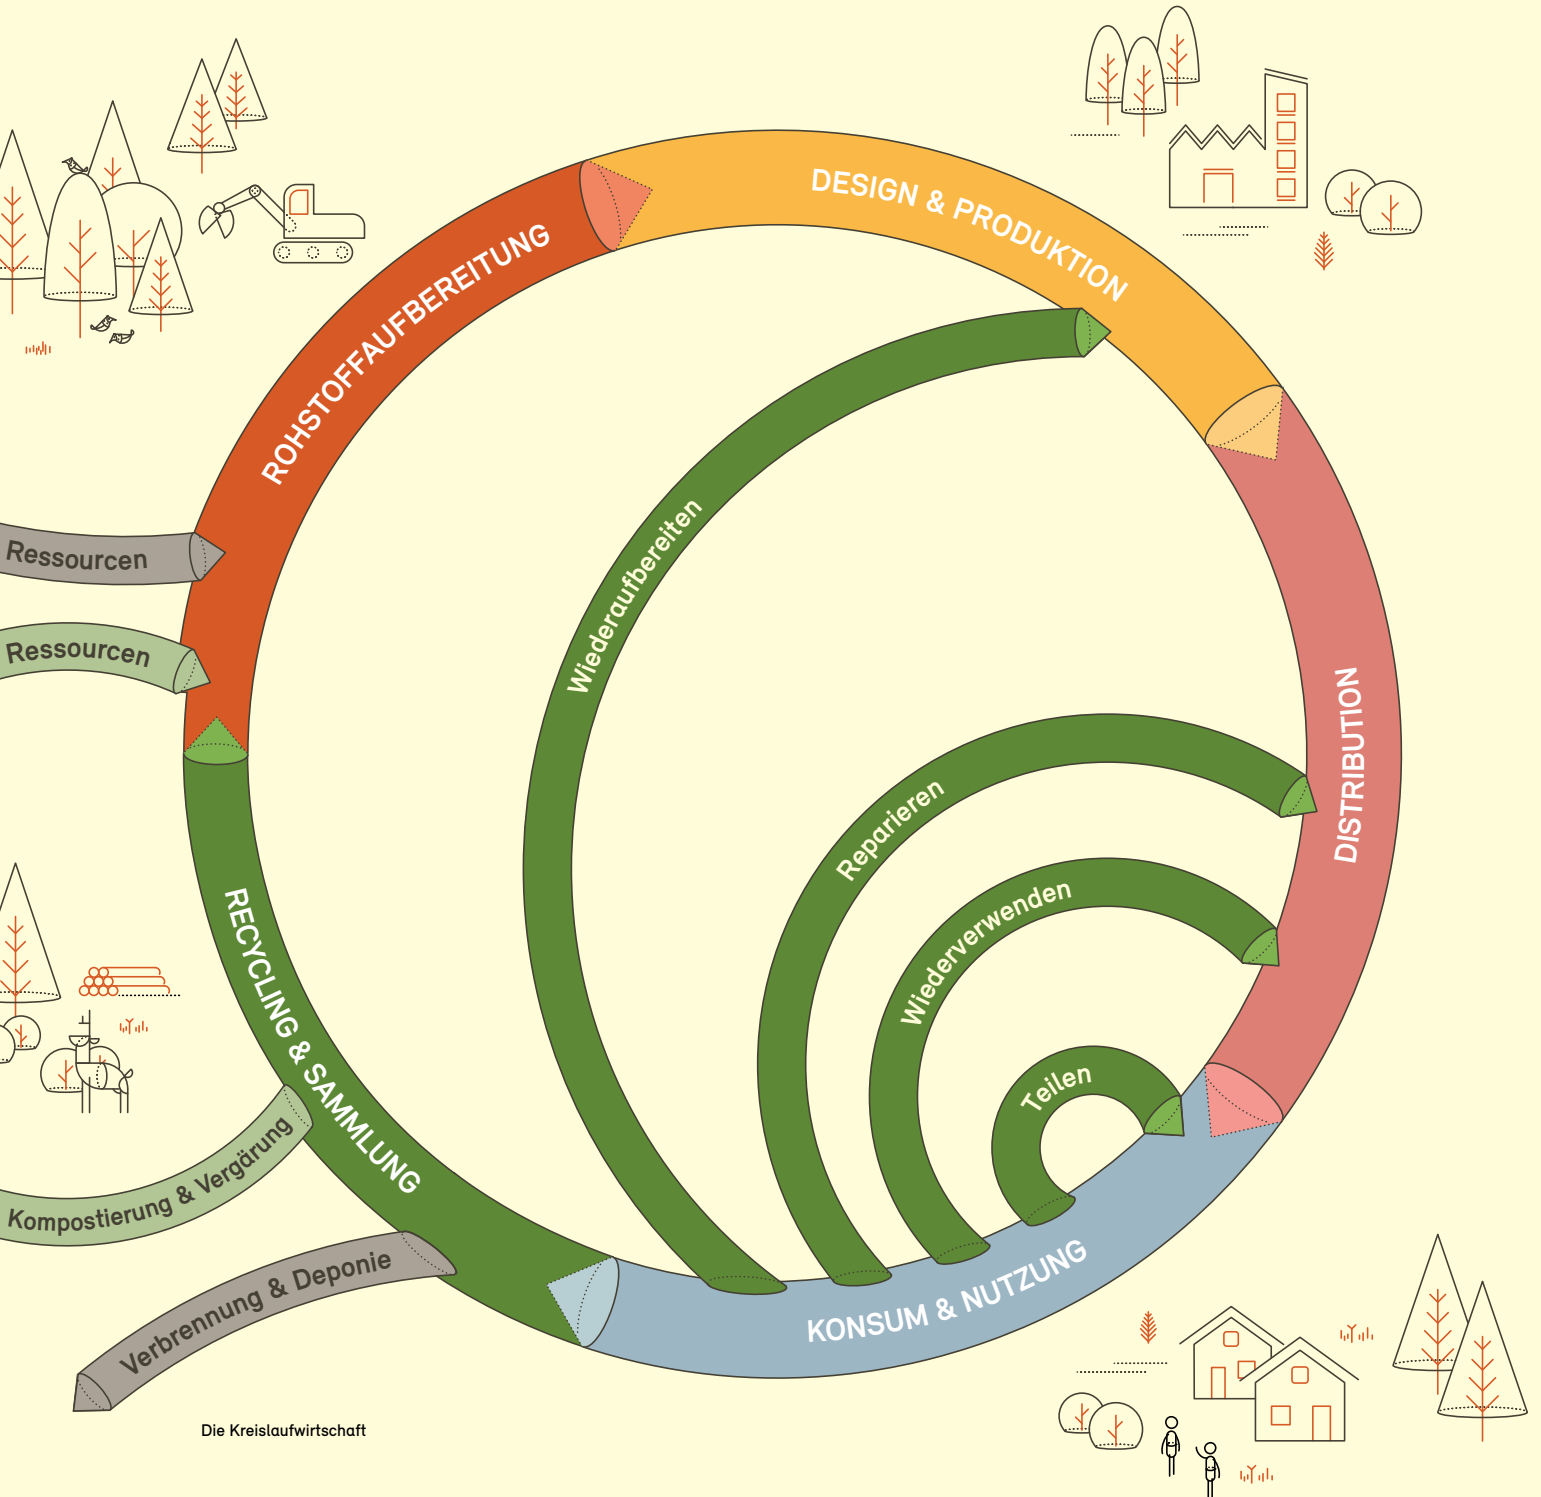 DESIGN & PRODUKTION
ROHSTOFFAUFBEREITUNG
Wiederaufbereiten
Ressourcen
Ressourcen
DISTRIBUTION
Reparieren
Wiederverwenden
RECYCLING & SAMMLUNG
Teilen
Kompostierung & Vergärung
Verbrennung & Deponie
KONSUM & NUTZUNG
Die Kreislaufwirtschaft